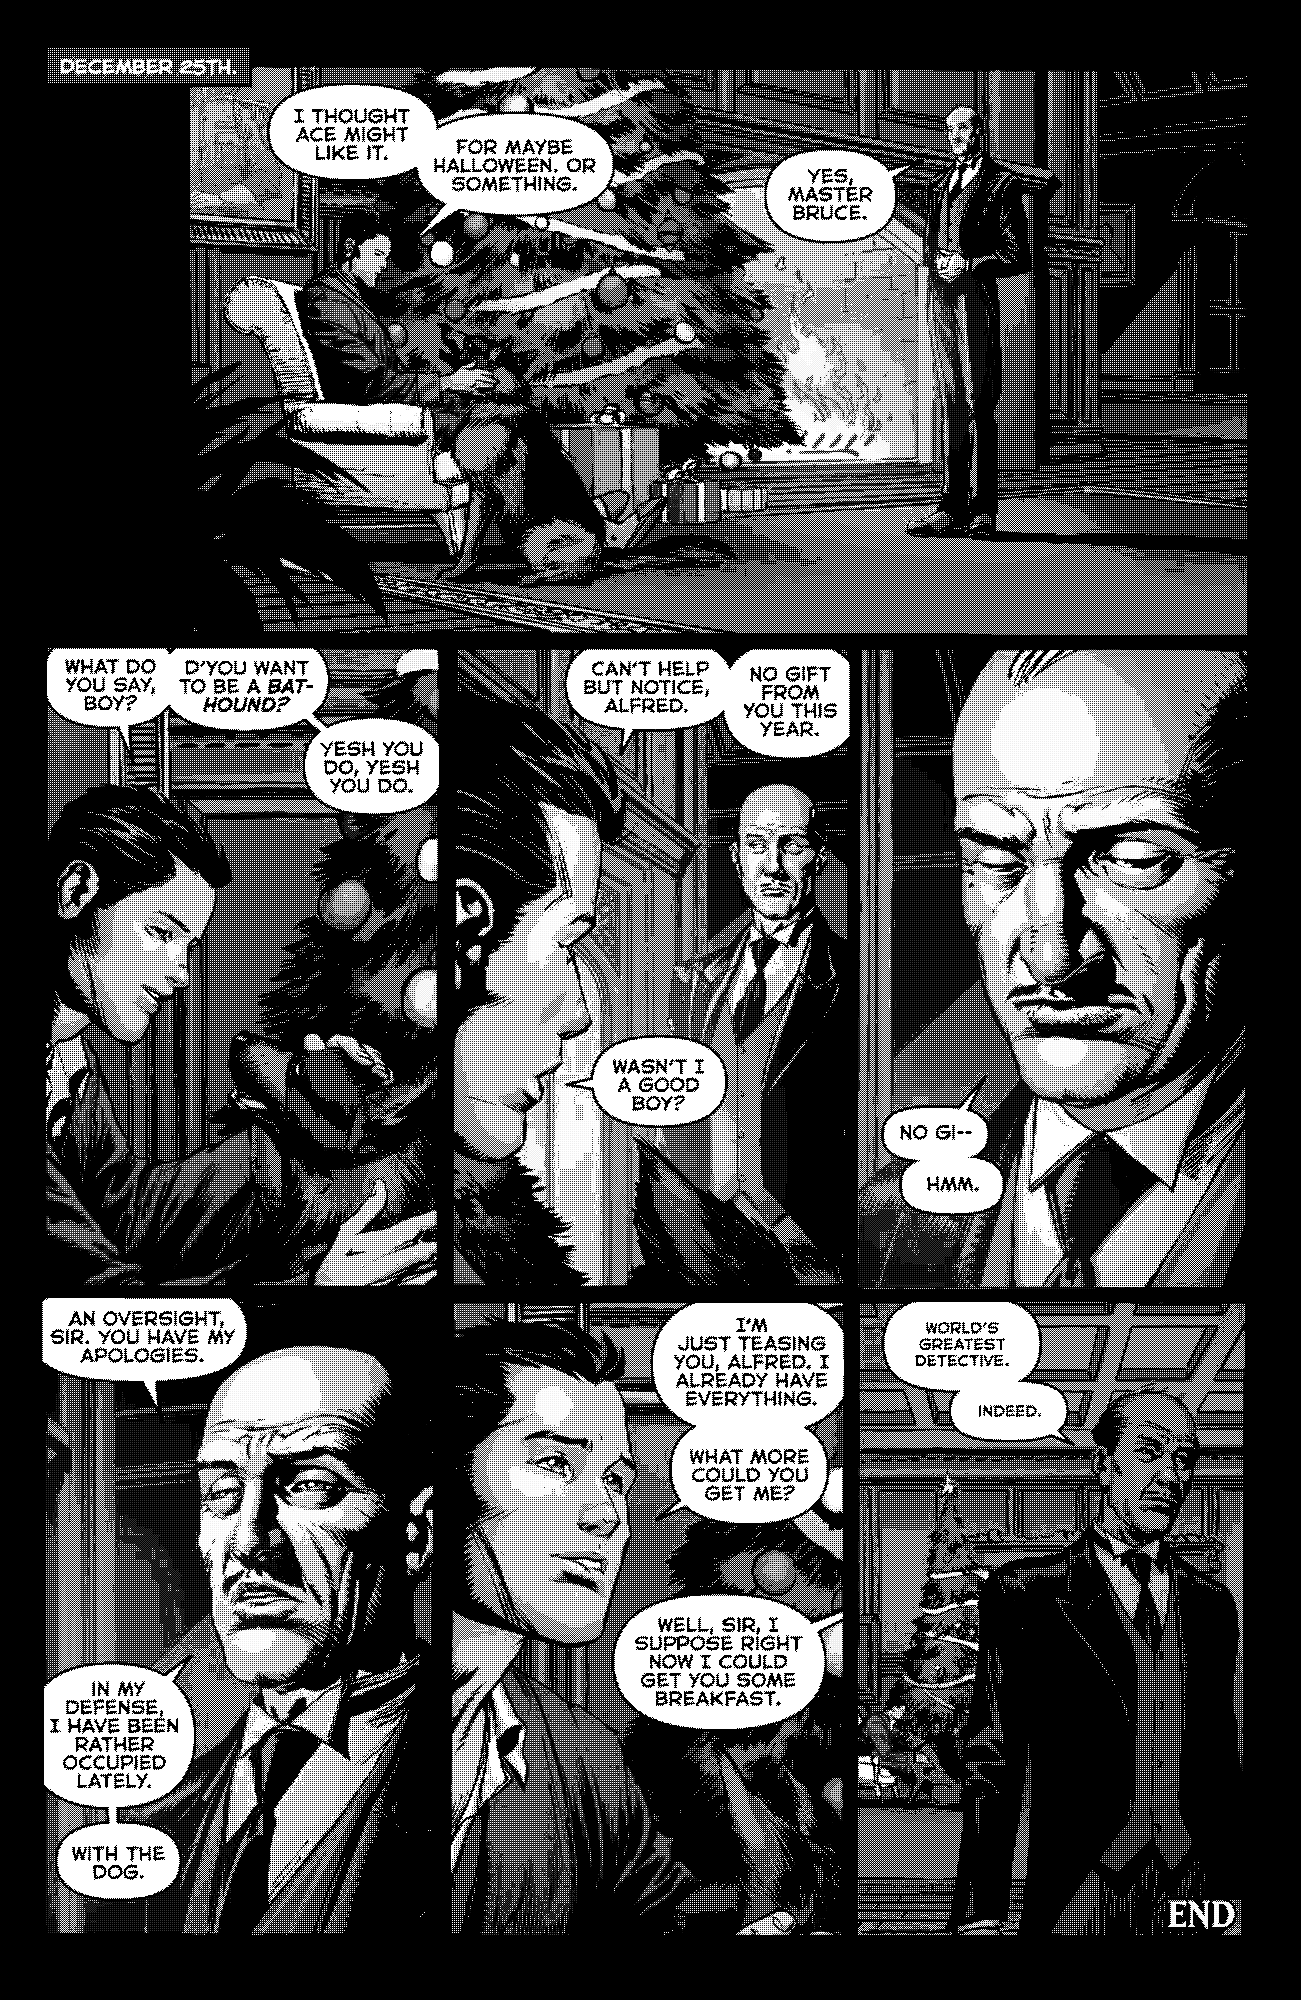 DECEMBER 25TH.
I THOUGHT
ACE MIGHT
LIKE IT.
FOR MAYBE
HALLOWEEN. OR
SOMETHING.
YES,
MASTER
BRUCE.
WHAT DO
YOU SAY,
BOY?
D'YOU WANT
TO BE A BAT-
HOUND?
YESH YOU
DO, YESH
YOU DO.
CAN'T HELP
BUT NOTICE,
ALFRED.
NO GIFT
FROM
YOU THIS
YEAR.
WASN'T I
A GOOD
BOY?
NO GI--
HMM.
AN OVERSIGHT,
SIR. YOU HAVE MY
APOLOGIES.
IN MY
DEFENSE,
I HAVE BEEN
RATHER
OCCUPIED
LATELY.
WITH THE
DOG.
I'M
JUST TEASING
YOU, ALFRED. I
ALREADY HAVE
EVERYTHING.
WHAT MORE
COULD YOU
GET ME?
WELL, SIR, I
SUPPOSE RIGHT
NOW I COULD
GET YOU SOME
BREAKFAST.
WORLD'S
GREATEST
DETECTIVE.
INDEED.
END